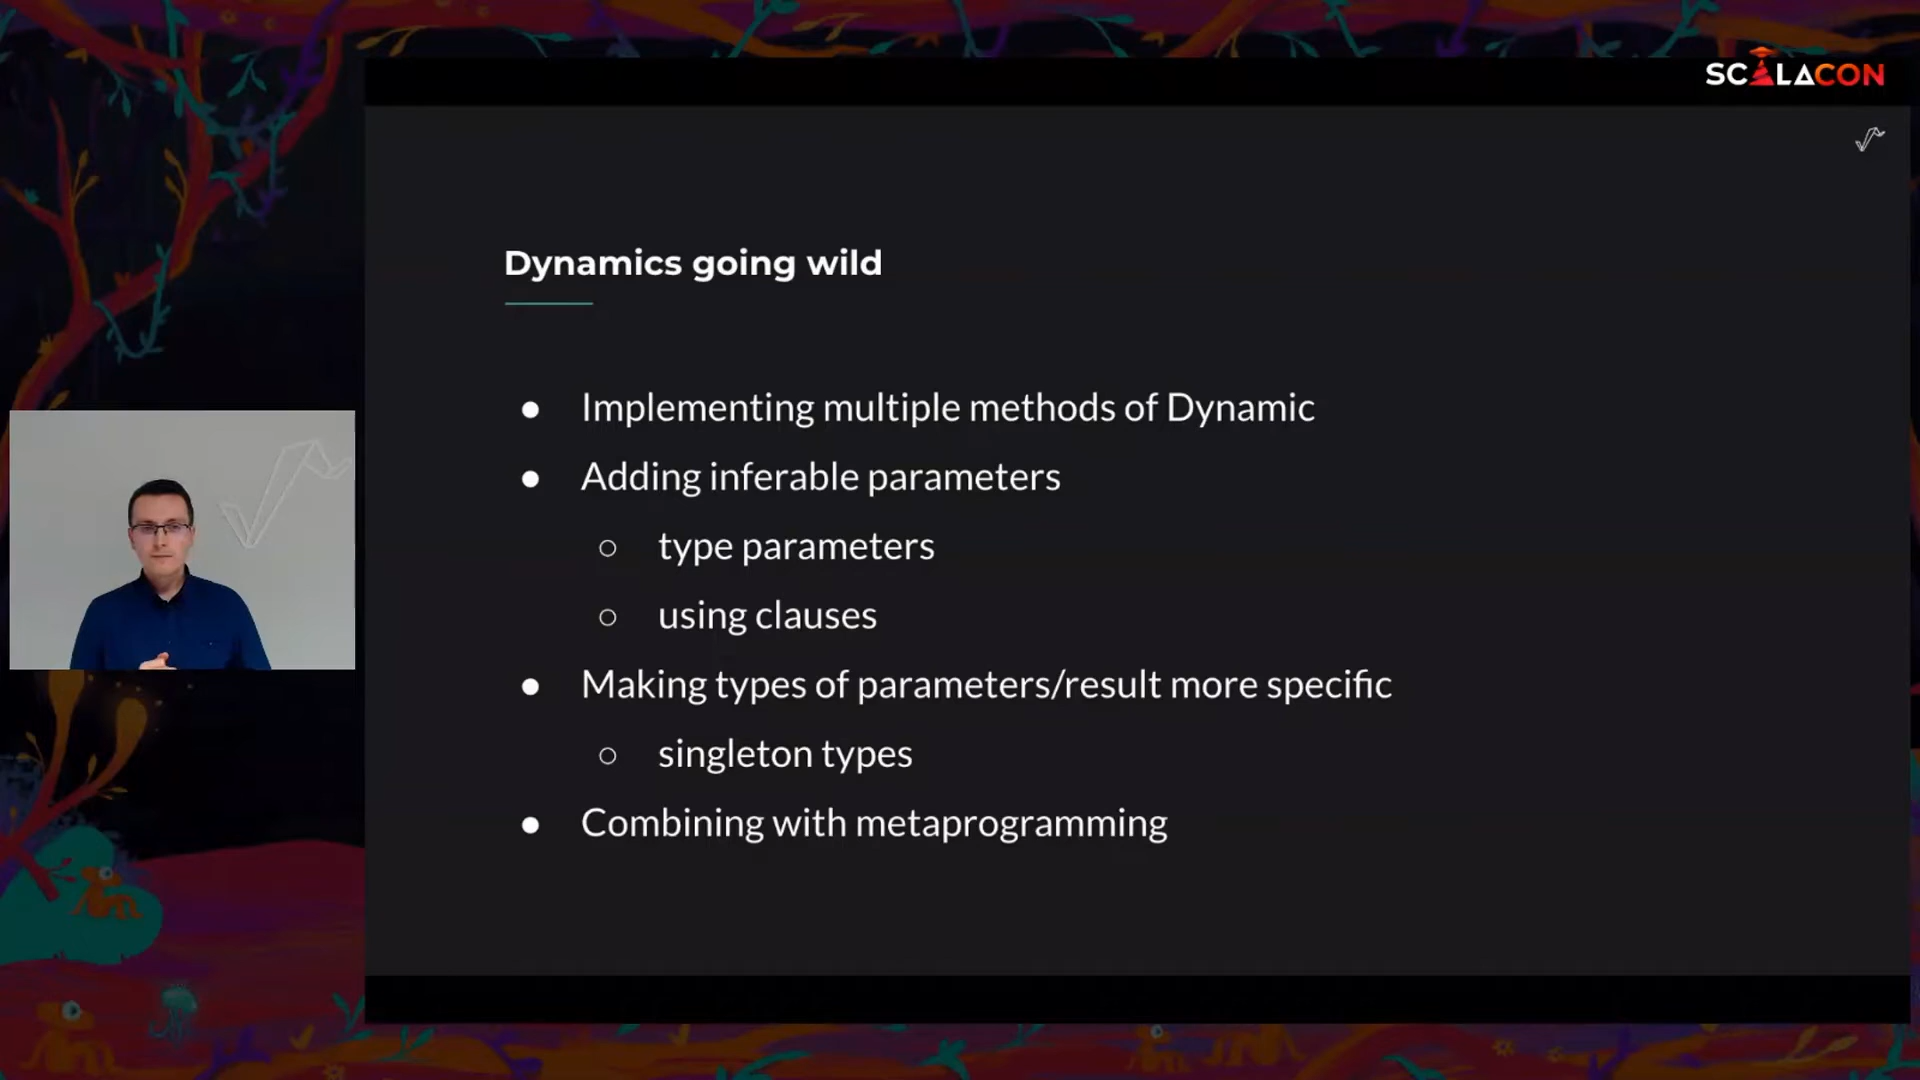 SCALACON
Dynamics going wild
● Implementing multiple methods of Dynamic
● Adding inferable parameters
○ type parameters
○ using clauses
● Making types of parameters/result more specific
○ singleton types
● Combining with metaprogramming